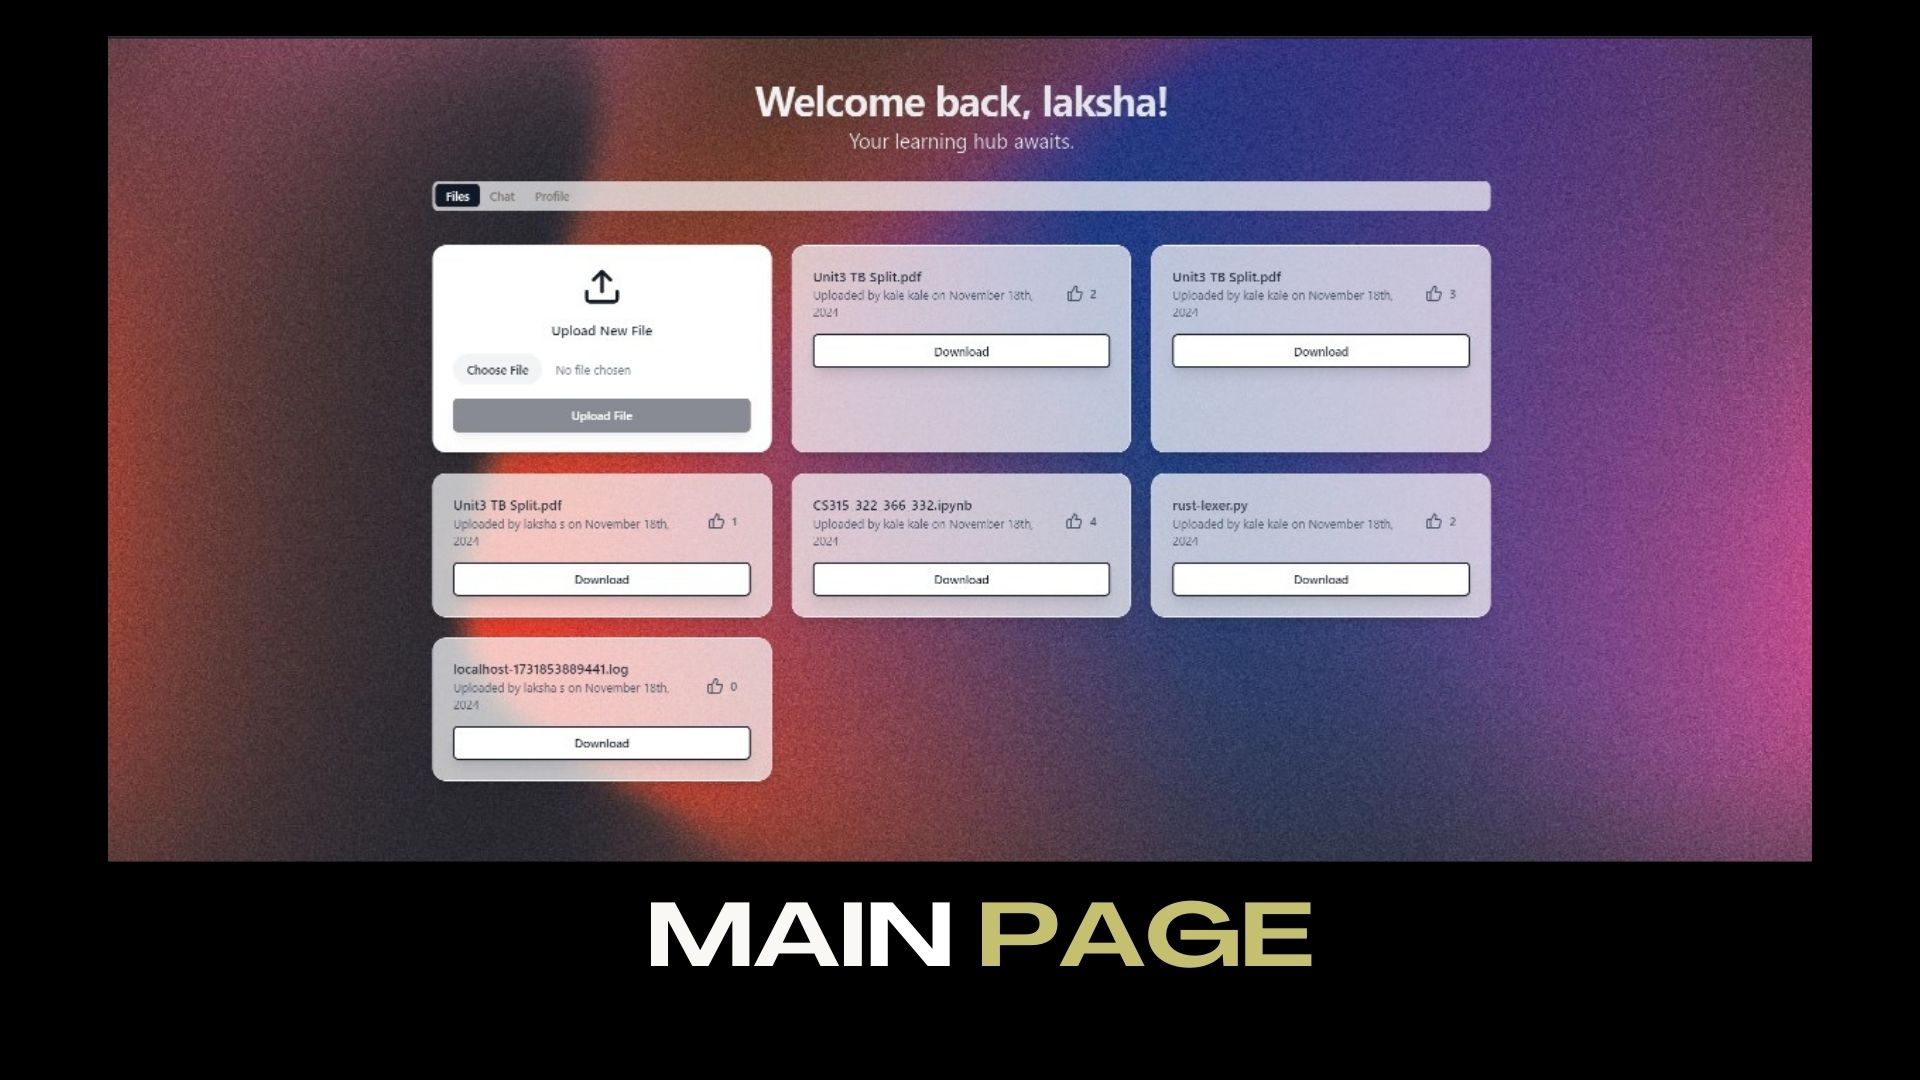 Welcome back, laksha!
Your learning hub awaits.
Files Chat Profile
Upload New File
Choose File No file chosen
Upload File
Unit3 TB Split.pdf
Uploaded by kale kale on November 18th,
2024
2
Download
Unit3 TB Split.pdf
Uploaded by kale kale on November 18th,
2024
3
Download
Unit3 TB Split.pdf
Uploaded by laksha s on November 18th,
2024
1
Download
CS315_322_366_332.ipynb
Uploaded by kale kale on November 18th,
2024
4
Download
rust-lexer.py
Uploaded by kale kale on November 18th,
2024
2
Download
localhost-1731853889441.log
Uploaded by laksha s on November 18th,
2024
0
Download
MAIN PAGE